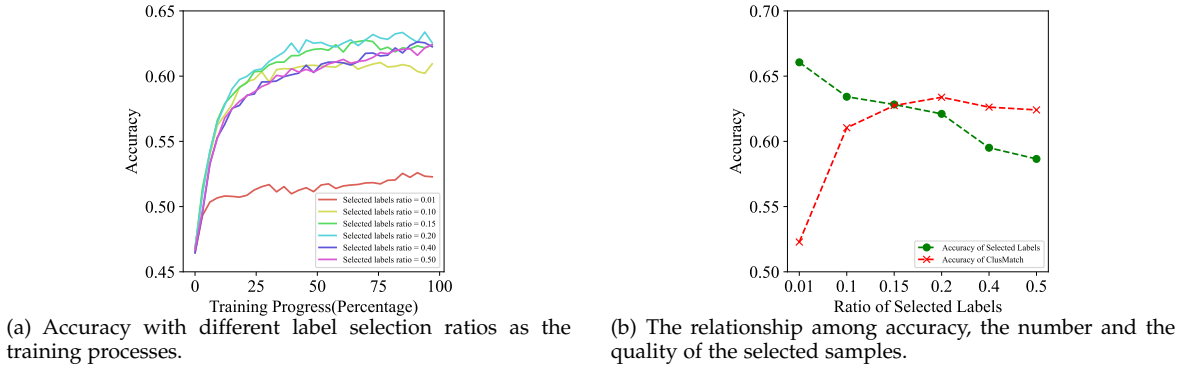 0.65
0.60
0.55
0.50
0.45
Accuracy
Selected labels ratio = 0.01
Selected labels ratio = 0.10
Selected labels ratio = 0.15
Selected labels ratio = 0.20
Selected labels ratio = 0.40
Selected labels ratio = 0.50
0 25 50 75 100
Training Progress(Percentage)
(a) Accuracy with different label selection ratios as the
training processes.
0.70
0.65
0.60
0.55
0.50
Accuracy
Accuracy of Selected Labels
Accuracy of ClusMatch
0.01 0.1 0.15 0.2 0.4 0.5
Ratio of Selected Labels
(b) The relationship among accuracy, the number and the
quality of the selected samples.